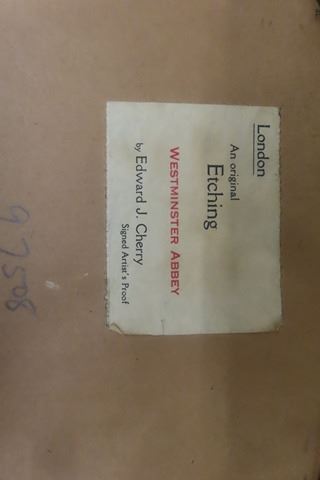 London
An original
Etching
WESTMINSTER ABBEY
by Edward J. Cherry
Signed Artist's Proof
97508